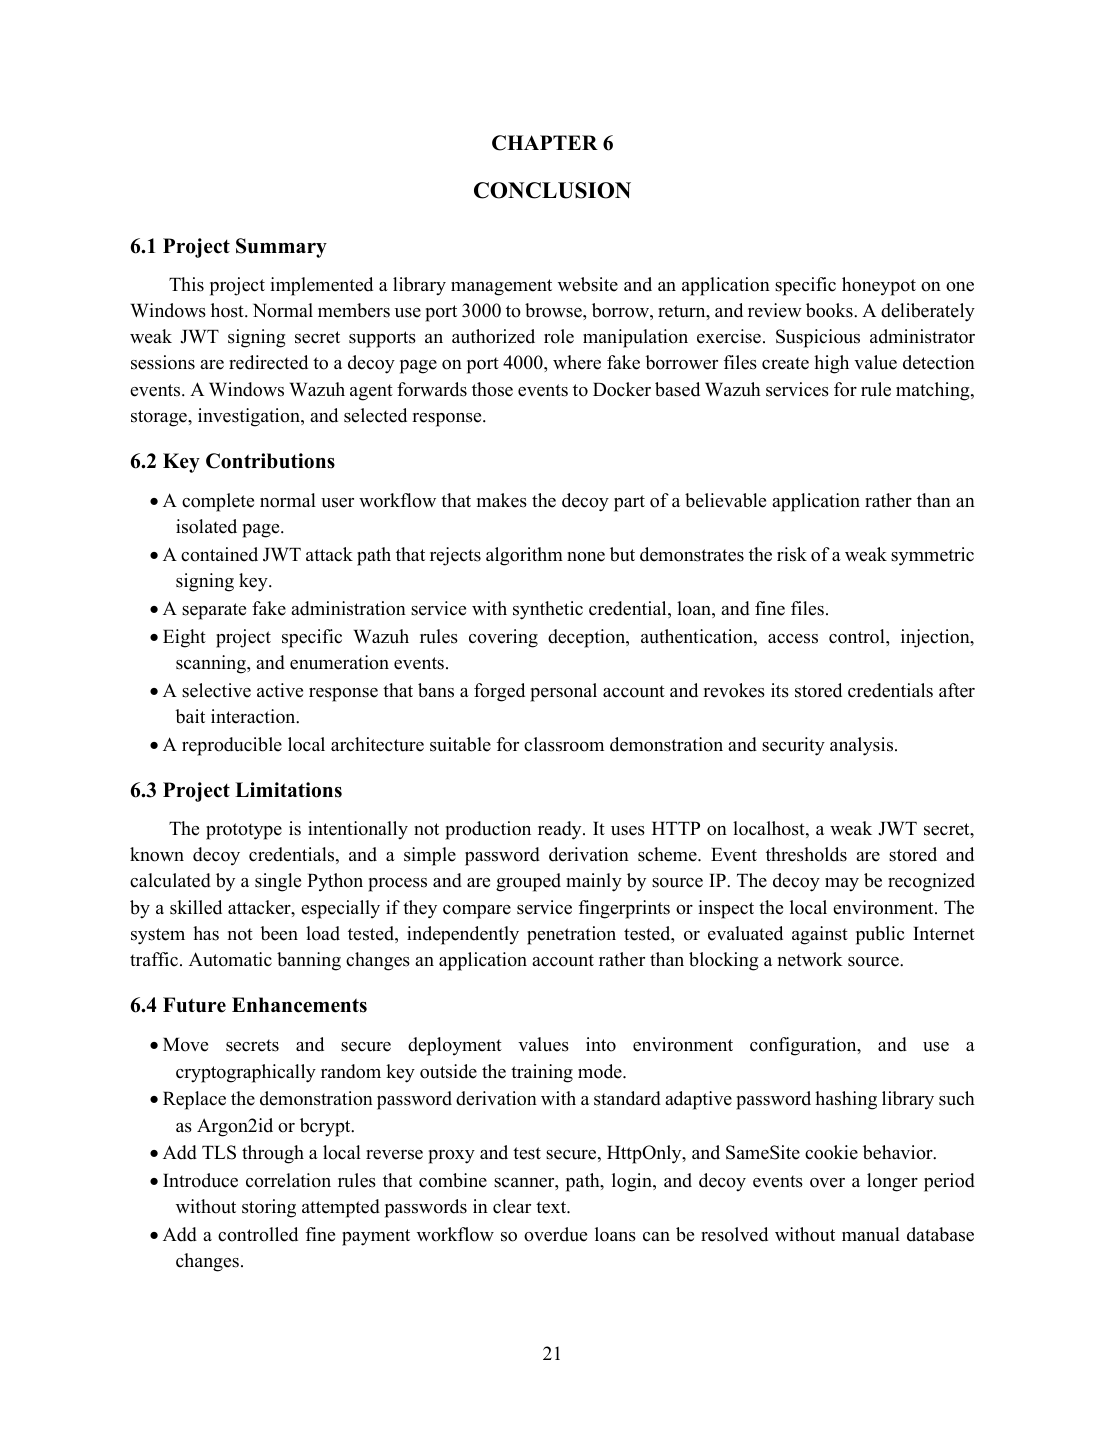 CHAPTER 6
CONCLUSION
6.1 Project Summary
This project implemented a library management website and an application specific honeypot on one
Windows host. Normal members use port 3000 to browse, borrow, return, and review books. A deliberately
weak JWT signing secret supports an authorized role manipulation exercise. Suspicious administrator
sessions are redirected to a decoy page on port 4000, where fake borrower files create high value detection
events. A Windows Wazuh agent forwards those events to Docker based Wazuh services for rule matching,
storage, investigation, and selected response.
6.2 Key Contributions
• A complete normal user workflow that makes the decoy part of a believable application rather than an
isolated page.
• A contained JWT attack path that rejects algorithm none but demonstrates the risk of a weak symmetric
signing key.
• A separate fake administration service with synthetic credential, loan, and fine files.
• Eight project specific Wazuh rules covering deception, authentication, access control, injection,
scanning, and enumeration events.
• A selective active response that bans a forged personal account and revokes its stored credentials after
bait interaction.
• A reproducible local architecture suitable for classroom demonstration and security analysis.
6.3 Project Limitations
The prototype is intentionally not production ready. It uses HTTP on localhost, a weak JWT secret,
known decoy credentials, and a simple password derivation scheme. Event thresholds are stored and
calculated by a single Python process and are grouped mainly by source IP. The decoy may be recognized
by a skilled attacker, especially if they compare service fingerprints or inspect the local environment. The
system has not been load tested, independently penetration tested, or evaluated against public Internet
traffic. Automatic banning changes an application account rather than blocking a network source.
6.4 Future Enhancements
• Move secrets and secure deployment values into environment configuration, and use a
cryptographically random key outside the training mode.
• Replace the demonstration password derivation with a standard adaptive password hashing library such
as Argon2id or bcrypt.
• Add TLS through a local reverse proxy and test secure, HttpOnly, and SameSite cookie behavior.
• Introduce correlation rules that combine scanner, path, login, and decoy events over a longer period
without storing attempted passwords in clear text.
• Add a controlled fine payment workflow so overdue loans can be resolved without manual database
changes.
21